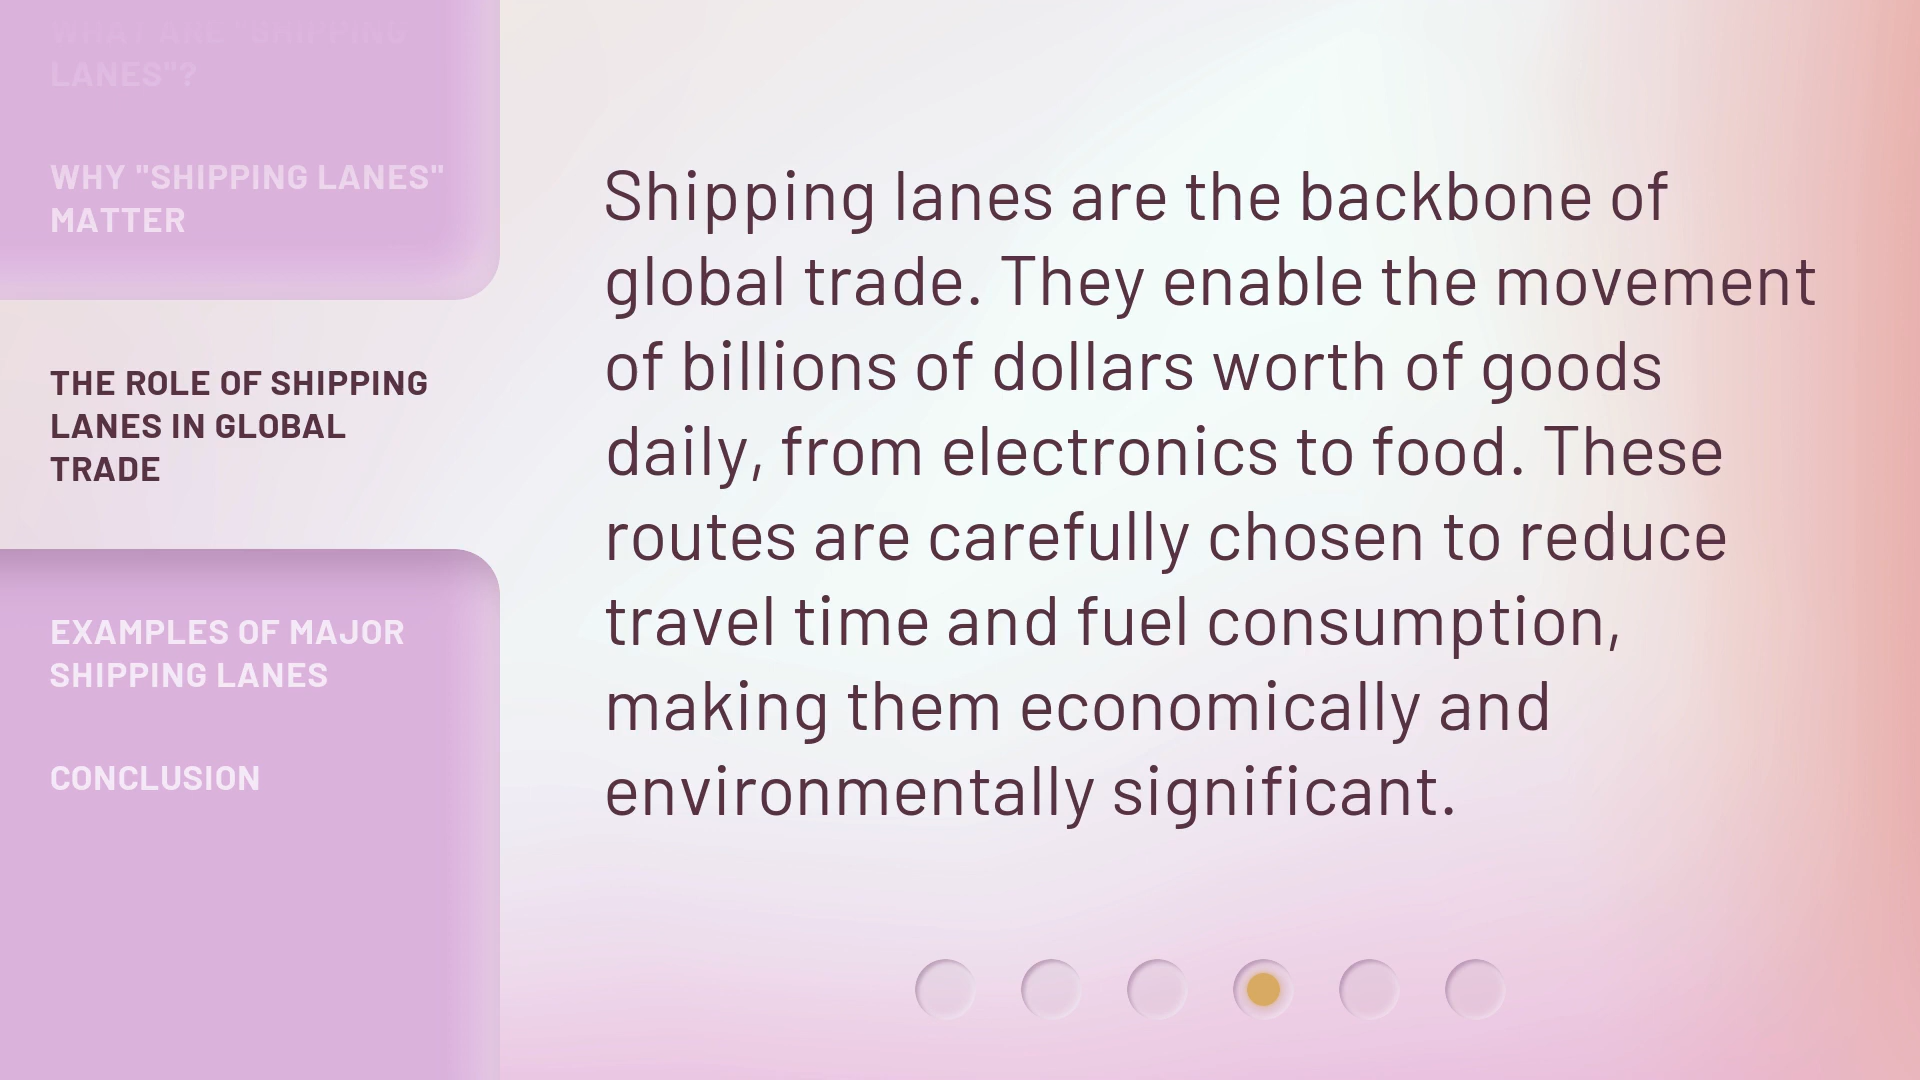 WHAT ARE "SHIPPING
LANES"?
WHY "SHIPPING LANES"
MATTER
THE ROLE OF SHIPPING
LANES IN GLOBAL
TRADE
EXAMPLES OF MAJOR
SHIPPING LANES
CONCLUSION
Shipping lanes are the backbone of
global trade. They enable the movement
of billions of dollars worth of goods
daily, from electronics to food. These
routes are carefully chosen to reduce
travel time and fuel consumption,
making them economically and
environmentally significant.